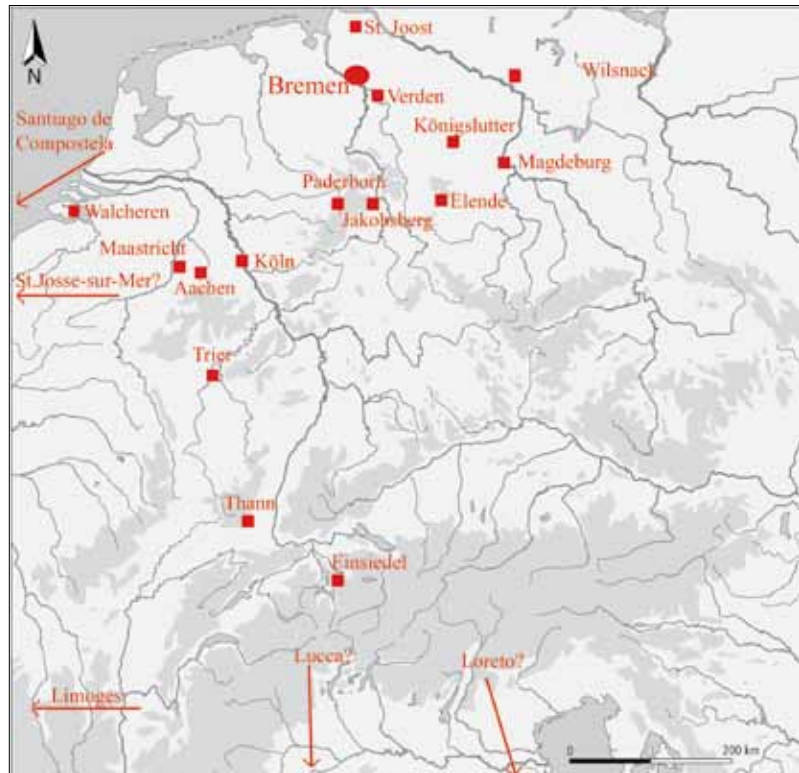 St. Joost
N
Bremen
Wilsnack
Verden
Santiago de
Compostela
Königslutter
Magdeburg
Paderborn
Jakobsberg
Elende
Walcheren
Maastricht
Köln
Aachen
St.Josse-sur-Mer?
Trier
Thann
Einsiedel
Lucca?
Loreto?
Limoges
0 200 km